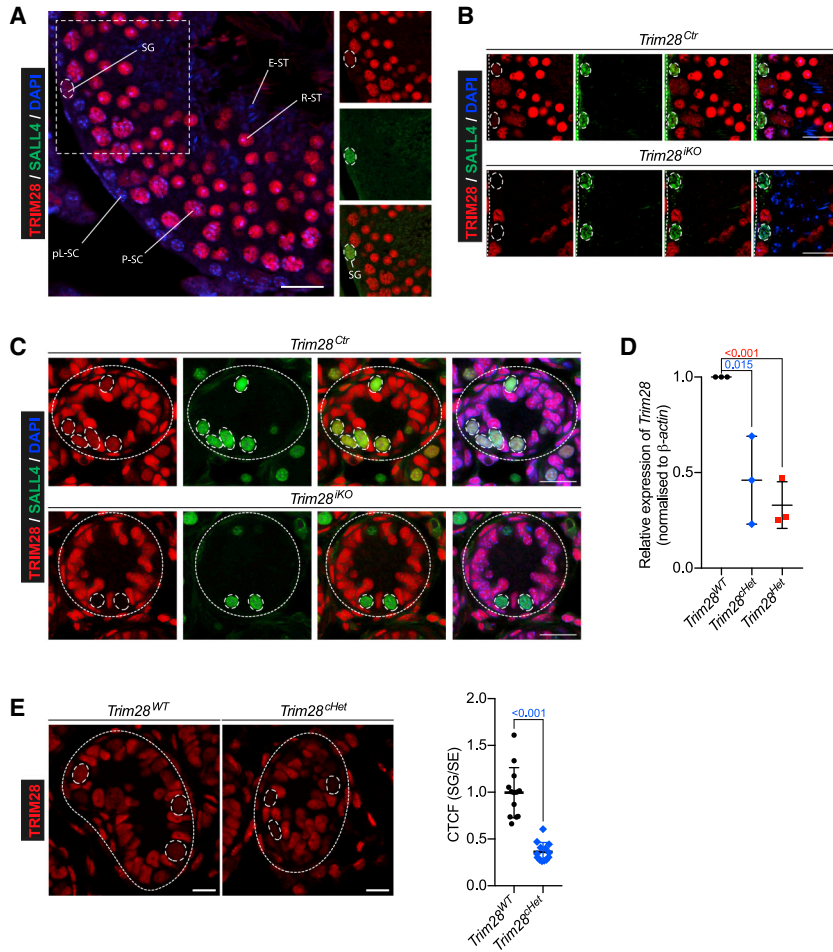 A
TRIM28 / SALL4 / DAPI
SG
E-ST
R-ST
pL-SC
P-SC
SG
B
TRIM28 / SALL4 / DAPI
Trim28Ctr
Trim28iKO
C
TRIM28 / SALL4 / DAPI
Trim28Ctr
Trim28iKO
D
Relative expression of Trim28
(normalised to β-actin)
<0.001
0.015
1.0
0.5
0.0
Trim28WT
Trim28cHet
Trim28Het
E
TRIM28
Trim28WT
Trim28cHet
CTCF (SG/SE)
<0.001
2.0
1.5
1.0
0.5
0.0
Trim28WT
Trim28cHet